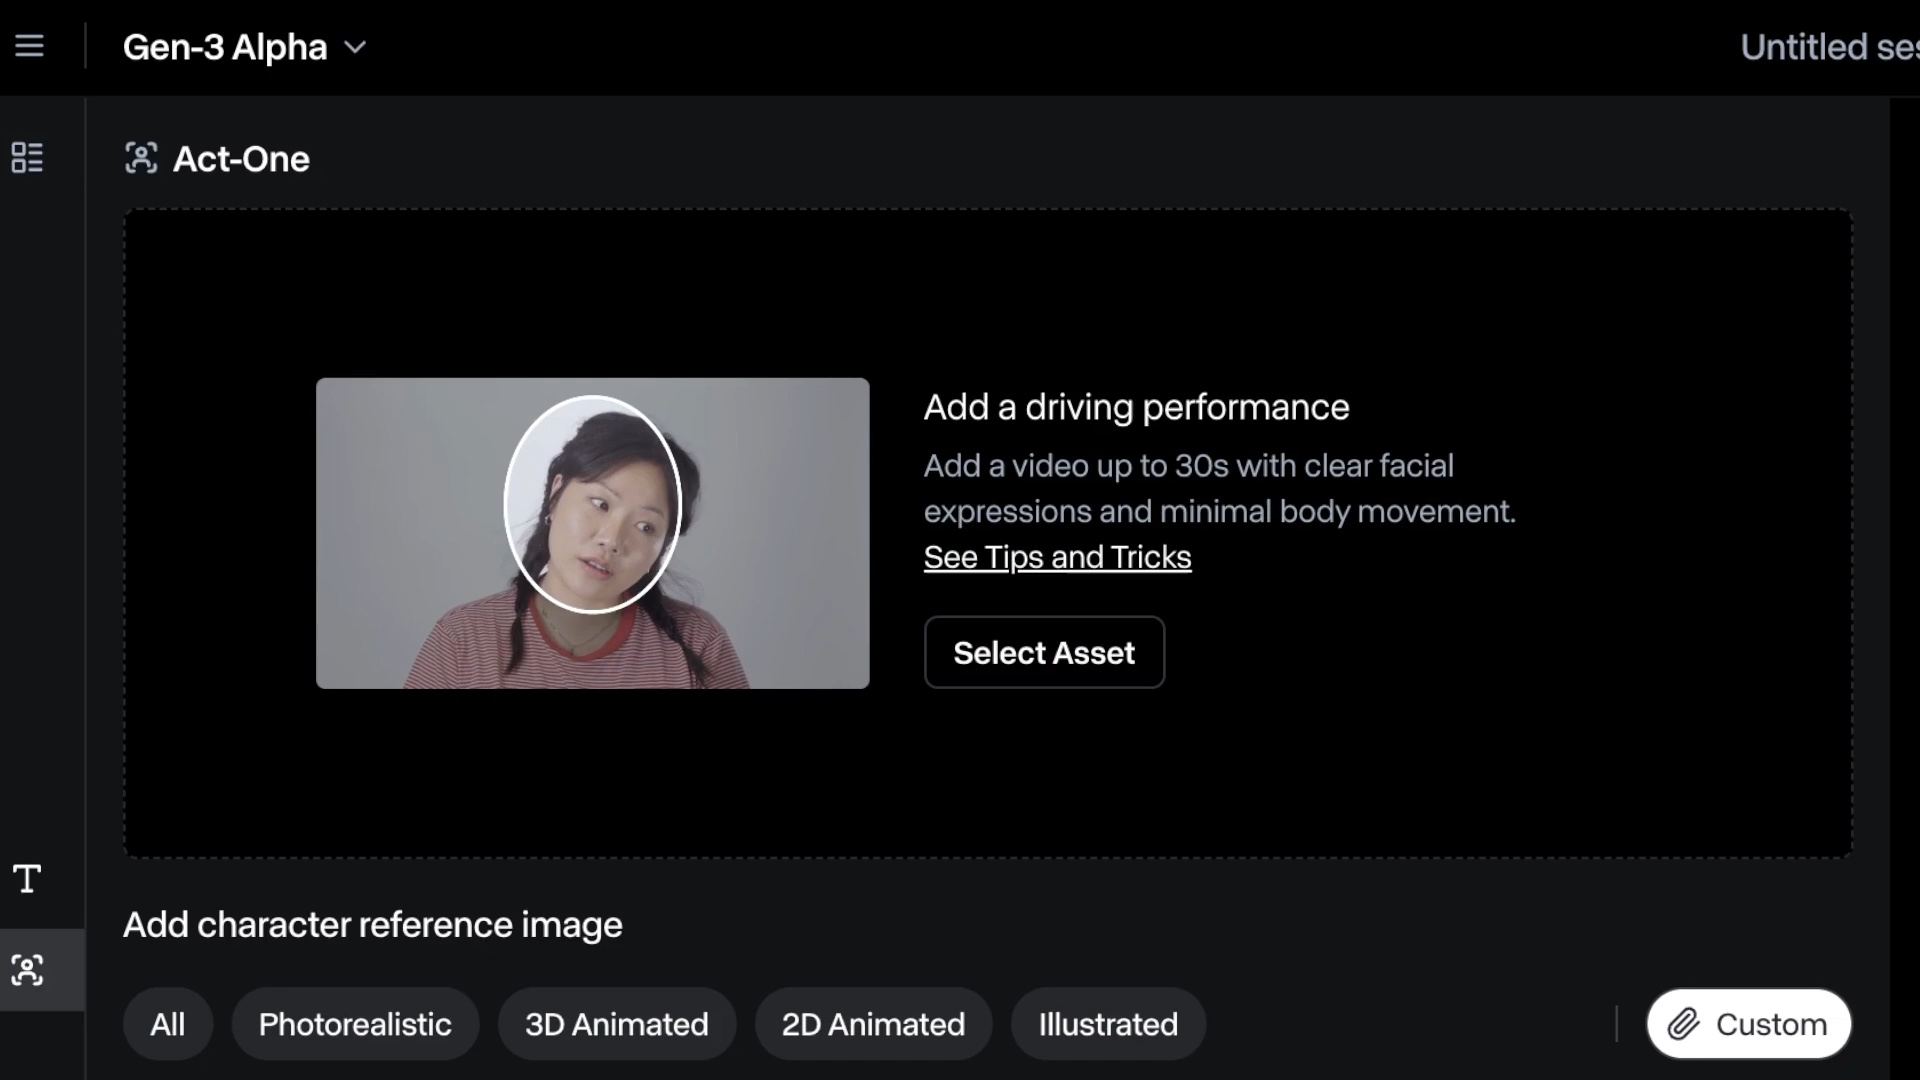 Gen-3 Alpha
Untitled ses
Act-One
Add a driving performance
Add a video up to 30s with clear facial
expressions and minimal body movement.
See Tips and Tricks
Select Asset
T
Add character reference image
All
Photorealistic
3D Animated
2D Animated
Illustrated
Custom